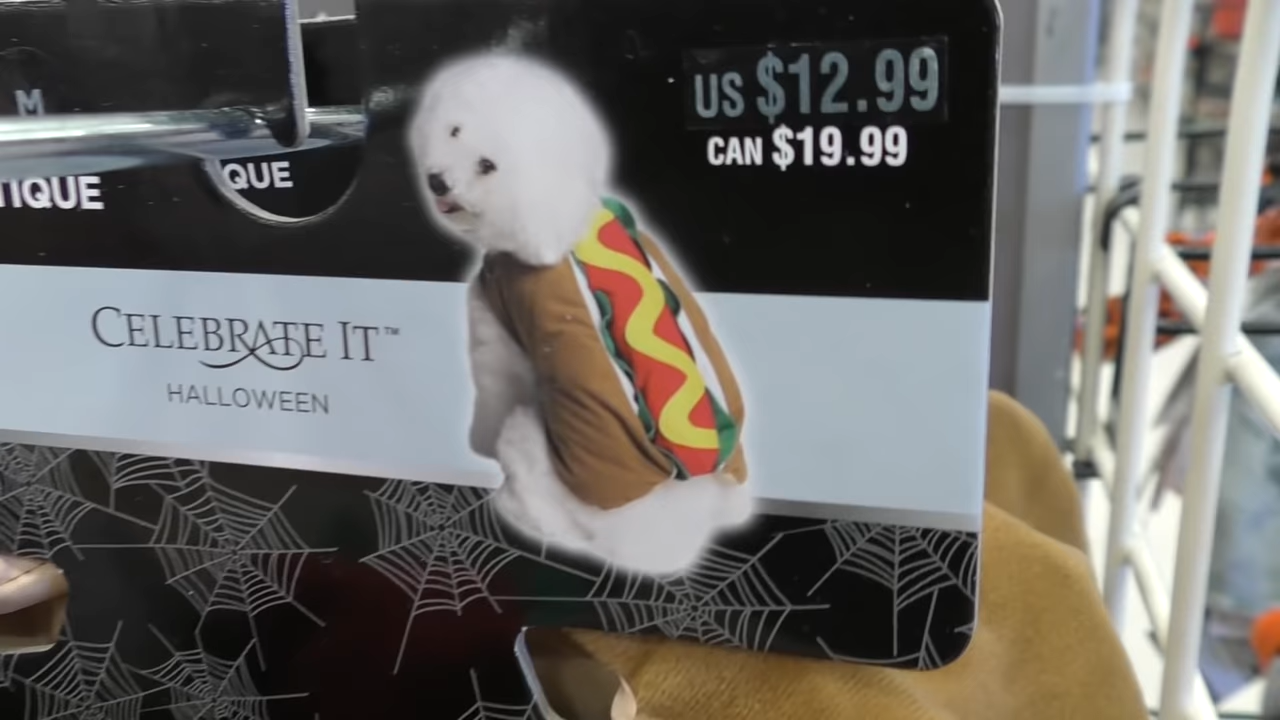 M
TIQUE
QUE
US $12.99
CAN $19.99
CELEBRATE IT™
HALLOWEEN